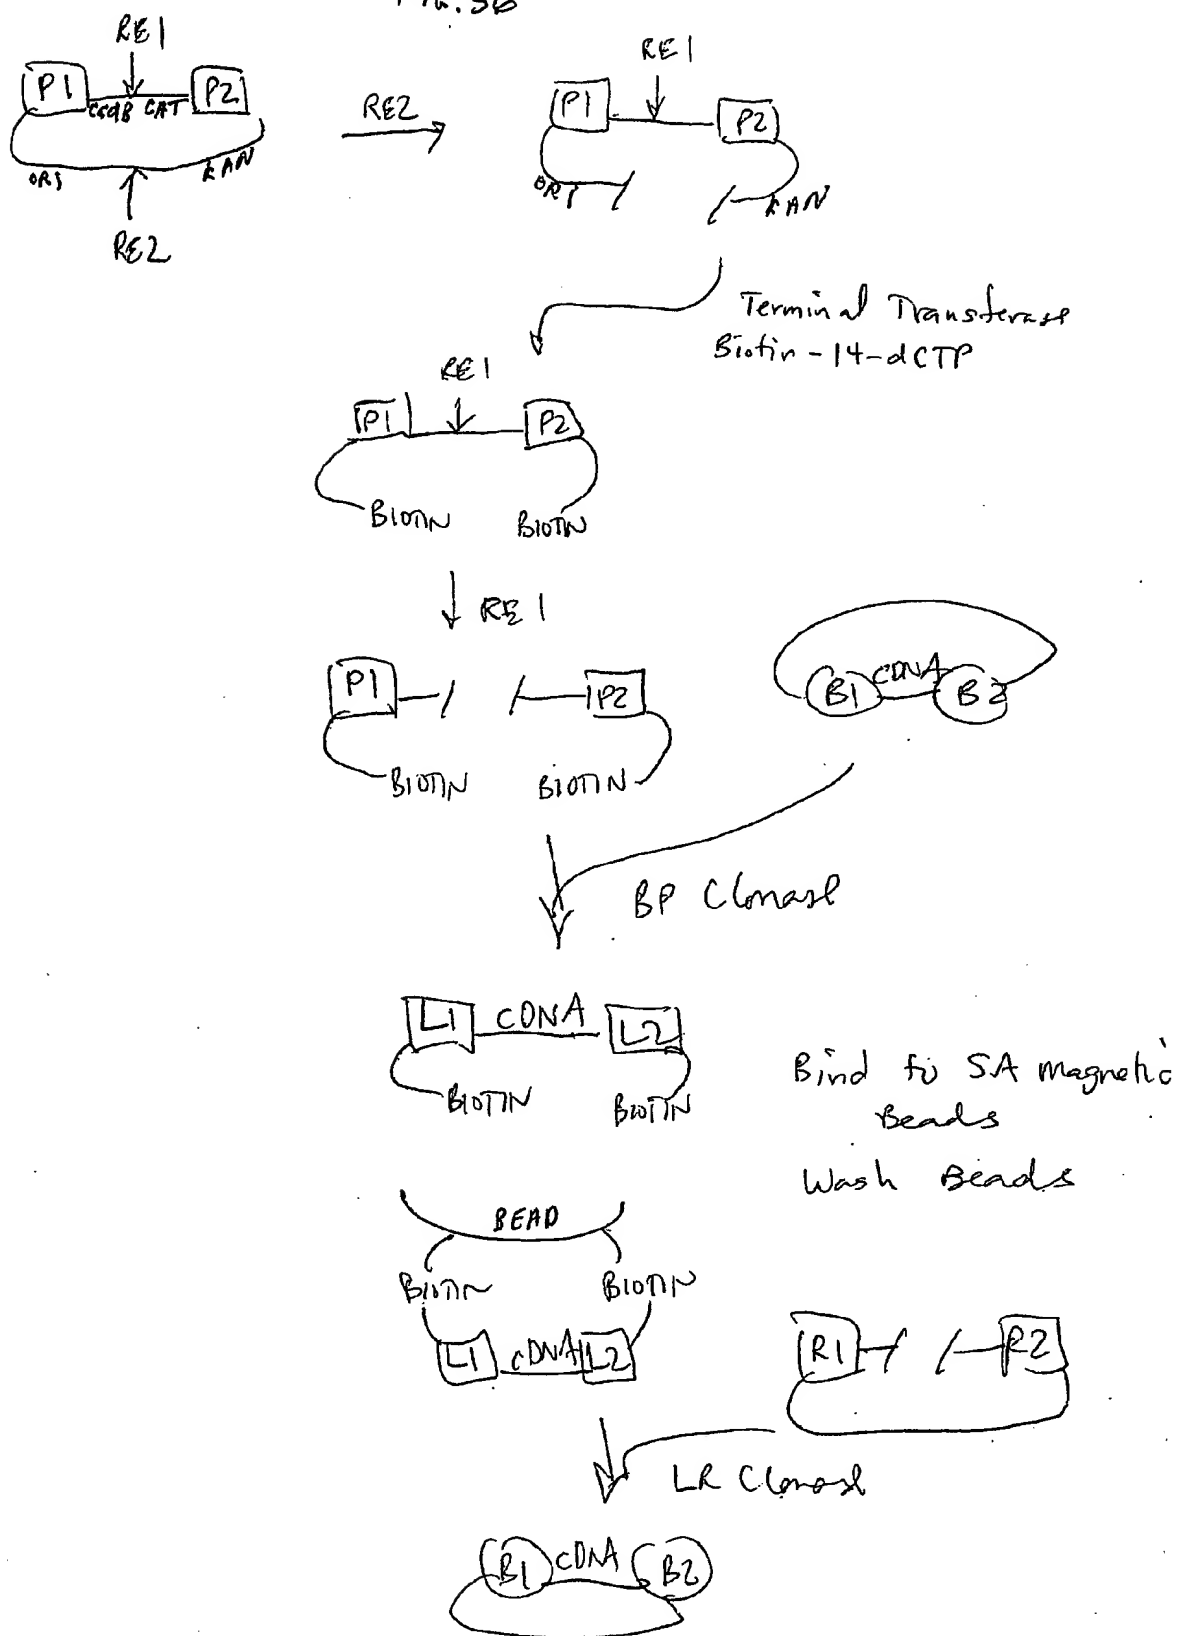 RE1
P1
P2
CCDB CAT
ORI
KAN
RE2
RE2
RE1
P1
P2
ORI
KAN
Terminal Transferase
Biotin-14-dCTP
RE1
P1
P2
BIOTIN BIOTIN
RE1
P1
P2
BIOTIN BIOTIN
B1 CDNA B2
BP Clonase
L1 CDNA L2
BIOTIN BIOTIN
Bind to SA magnetic
Beads
Wash Beads
BEAD
BIOTIN BIOTIN
L1 cDNA L2
R1 R2
LR Clonase
B1 CDNA B2